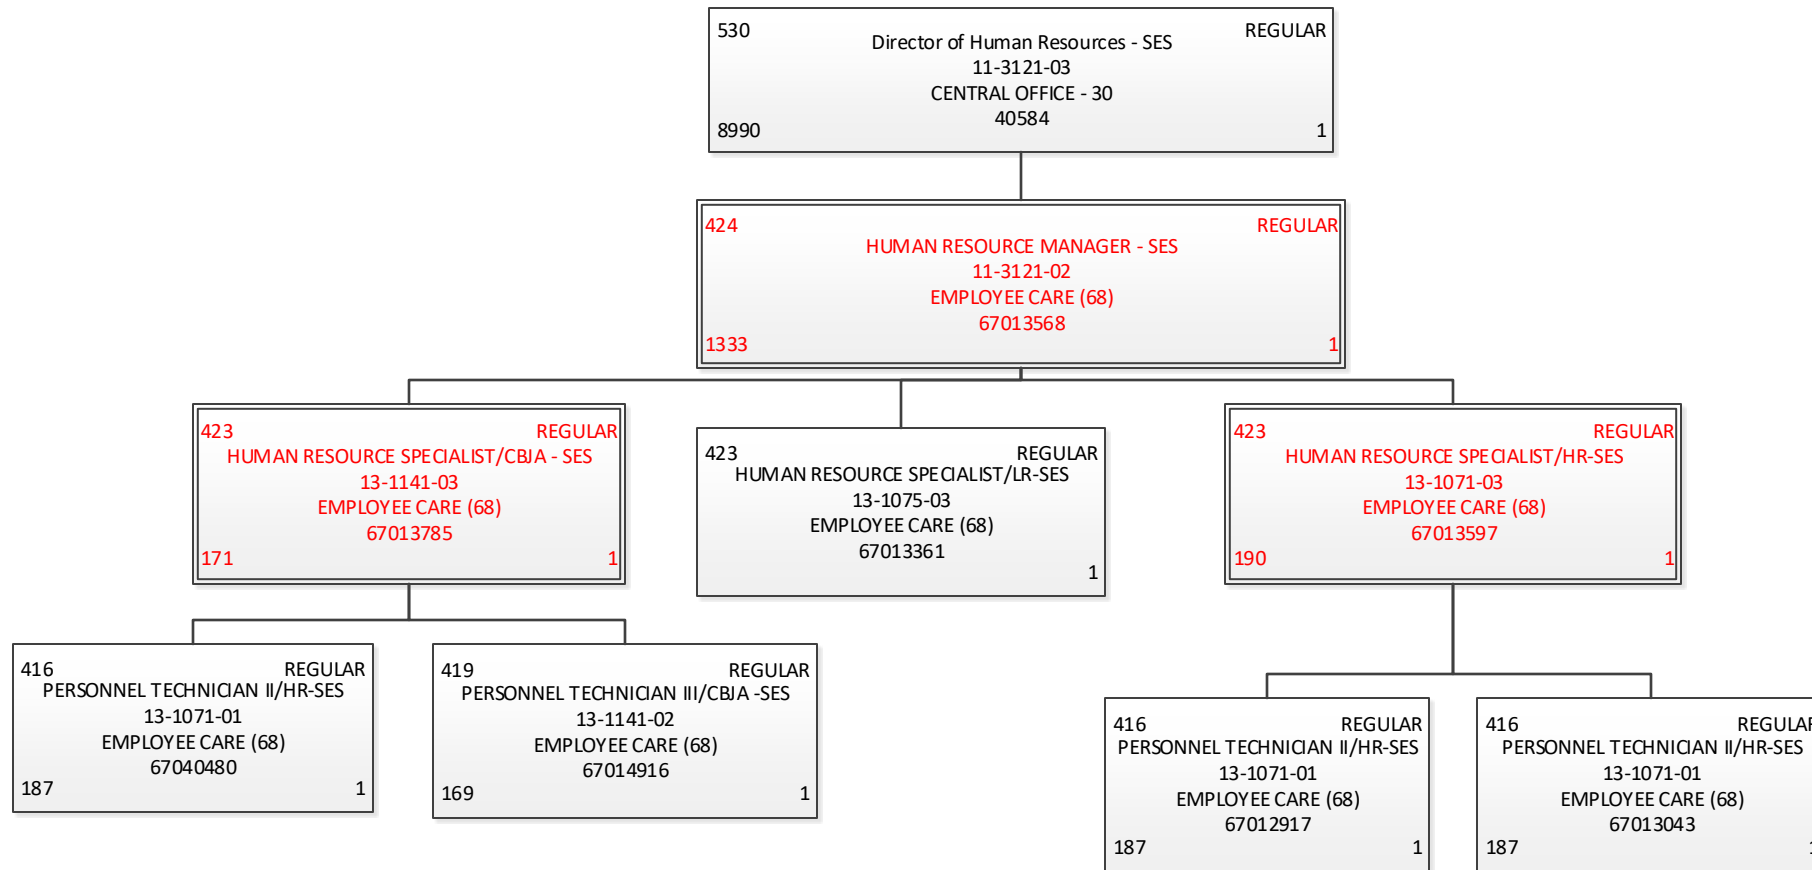 530 REGULAR
Director of Human Resources - SES
11-3121-03
CENTRAL OFFICE - 30
40584
8990 1
424 REGULAR
HUMAN RESOURCE MANAGER - SES
11-3121-02
EMPLOYEE CARE (68)
67013568
1333 1
423 REGULAR
HUMAN RESOURCE SPECIALIST/CBJA - SES
13-1141-03
EMPLOYEE CARE (68)
67013785
171 1
423 REGULAR
HUMAN RESOURCE SPECIALIST/LR-SES
13-1075-03
EMPLOYEE CARE (68)
67013361
1
423 REGULAR
HUMAN RESOURCE SPECIALIST/HR-SES
13-1071-03
EMPLOYEE CARE (68)
67013597
190 1
416 REGULAR
PERSONNEL TECHNICIAN II/HR-SES
13-1071-01
EMPLOYEE CARE (68)
67040480
187 1
419 REGULAR
PERSONNEL TECHNICIAN III/CBJA -SES
13-1141-02
EMPLOYEE CARE (68)
67014916
169 1
416 REGULAR
PERSONNEL TECHNICIAN II/HR-SES
13-1071-01
EMPLOYEE CARE (68)
67012917
187 1
416 REGULAR
PERSONNEL TECHNICIAN II/HR-SES
13-1071-01
EMPLOYEE CARE (68)
67013043
187 1